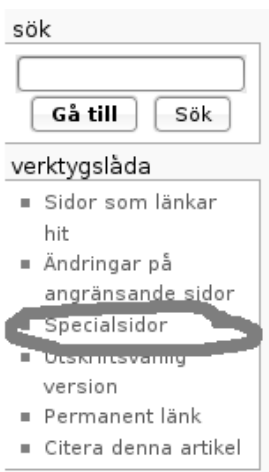 sök
Gå till Sök
verktygslåda
Sidor som länkar
hit
Ändringar på
angränsande sidor
Specialsidor
Utskriftsvänlig
version
Permanent länk
Citera denna artikel